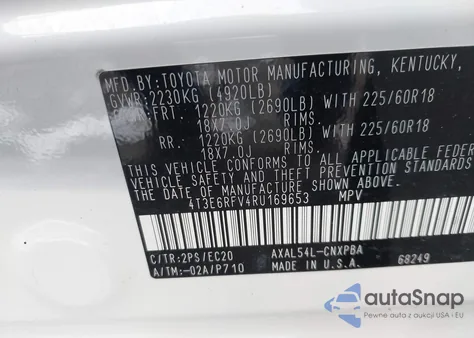 MFD.BY:TOYOTA MOTOR MANUFACTURING, KENTUCKY,
GVWR:2230KG (4920LB)
GAWR:FRT. 1220KG (2690LB) WITH 225/60R18
18X7.0J RIMS.
RR. 1220KG (2690LB) WITH 225/60R18
18X7.0J RIMS.
THIS VEHICLE CONFORMS TO ALL APPLICABLE FEDER
SAFETY THEFT PREVENTION STANDARDS
THE DATE OF MANUFACTURE SHOWN ABOVE.
4T3E6RFV4RU169653 MPV
C/TR:2PS/EC20 AXAL54L-CNXPBA
A/TM:-02A/P710 MADE IN U.S.A. 68249
autoSnap
Pewne auta z aukcji USA - EU